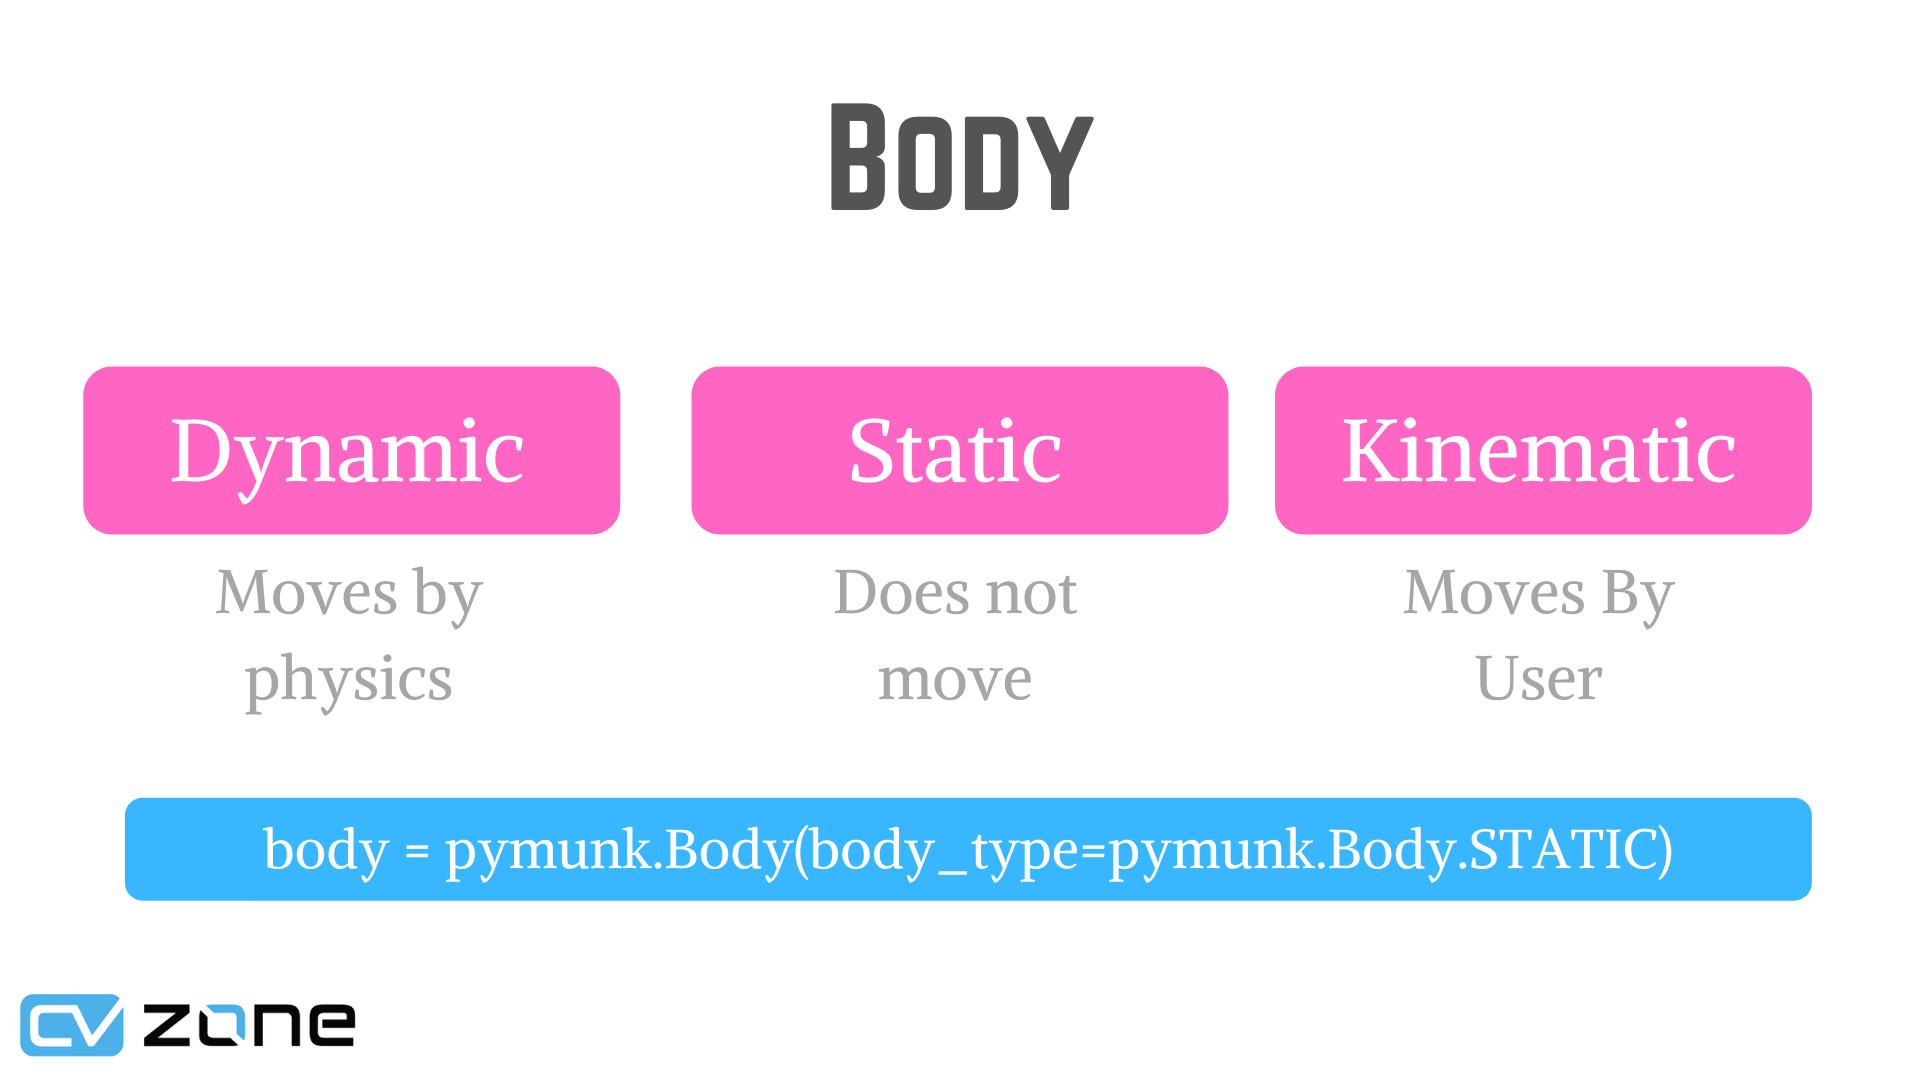 Body
Dynamic
Static
Kinematic
Moves by
physics
Does not
move
Moves By
User
body = pymunk.Body(body_type=pymunk.Body.STATIC)
CV zone